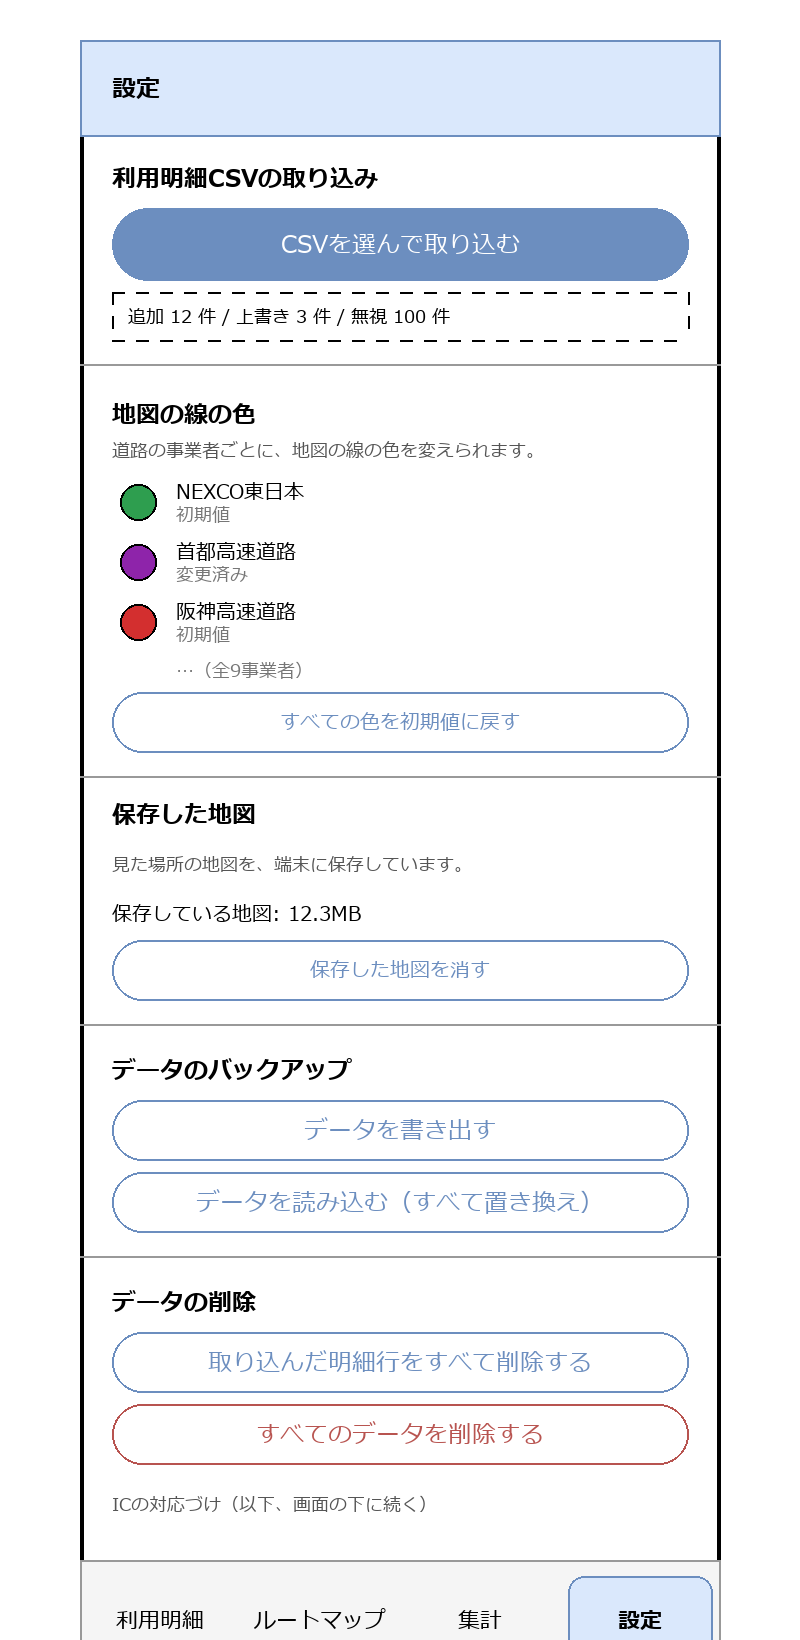 設定
利用明細CSVの取り込み
CSVを選んで取り込む
追加 12 件 / 上書き 3 件 / 無視 100 件
地図の線の色
道路の事業者ごとに、地図の線の色を変えられます。
NEXCO東日本
初期値
首都高速道路
変更済み
阪神高速道路
初期値
…（全9事業者）
すべての色を初期値に戻す
保存した地図
見た場所の地図を、端末に保存しています。
保存している地図: 12.3MB
保存した地図を消す
データのバックアップ
データを書き出す
データを読み込む（すべて置き換え）
データの削除
取り込んだ明細行をすべて削除する
すべてのデータを削除する
ICの対応づけ（以下、画面の下に続く）
利用明細 ルートマップ 集計 設定